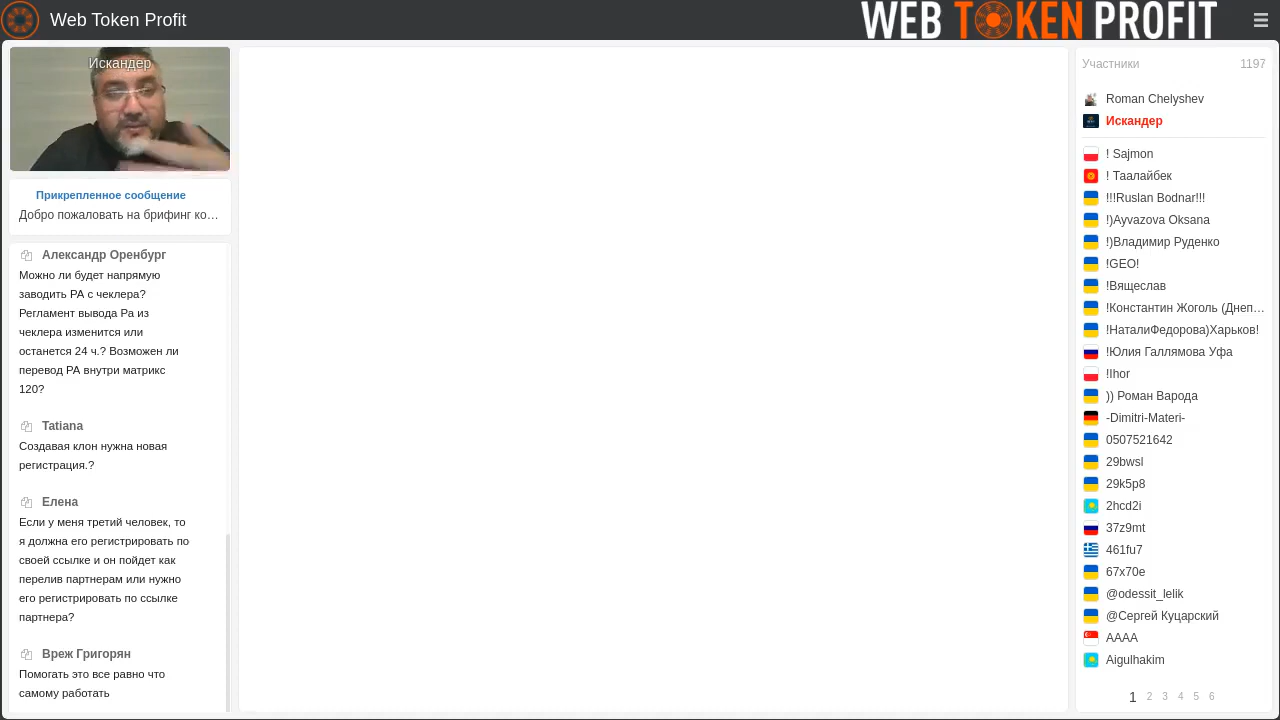 Web Token Profit
WEB TOKEN PROFIT
Искандер
Прикрепленное сообщение
Добро пожаловать на брифинг ко…
Александр Оренбург
Можно ли будет напрямую
заводить РА с чеклера?
Регламент вывода Ра из
чеклера изменится или
останется 24 ч.? Возможен ли
перевод РА внутри матрикс
120?
Tatiana
Создавая клон нужна новая
регистрация.?
Елена
Если у меня третий человек, то
я должна его регистрировать по
своей ссылке и он пойдет как
перелив партнерам или нужно
его регистрировать по ссылке
партнера?
Вреж Григорян
Помогать это все равно что
самому работать
Участники 1197
Roman Chelyshev
Искандер
! Sajmon
! Таалайбек
!!!Ruslan Bodnar!!!
!)Ayvazova Oksana
!)Владимир Руденко
!GEO!
!Вящеслав
!Константин Жоголь (Днеп…
!НаталиФедорова)Харьков!
!Юлия Галлямова Уфа
!Ihor
)) Роман Варода
-Dimitri-Materi-
0507521642
29bwsl
29k5p8
2hcd2i
37z9mt
461fu7
67x70e
@odessit_lelik
@Сергей Куцарский
AAAA
Aigulhakim
1 2 3 4 5 6